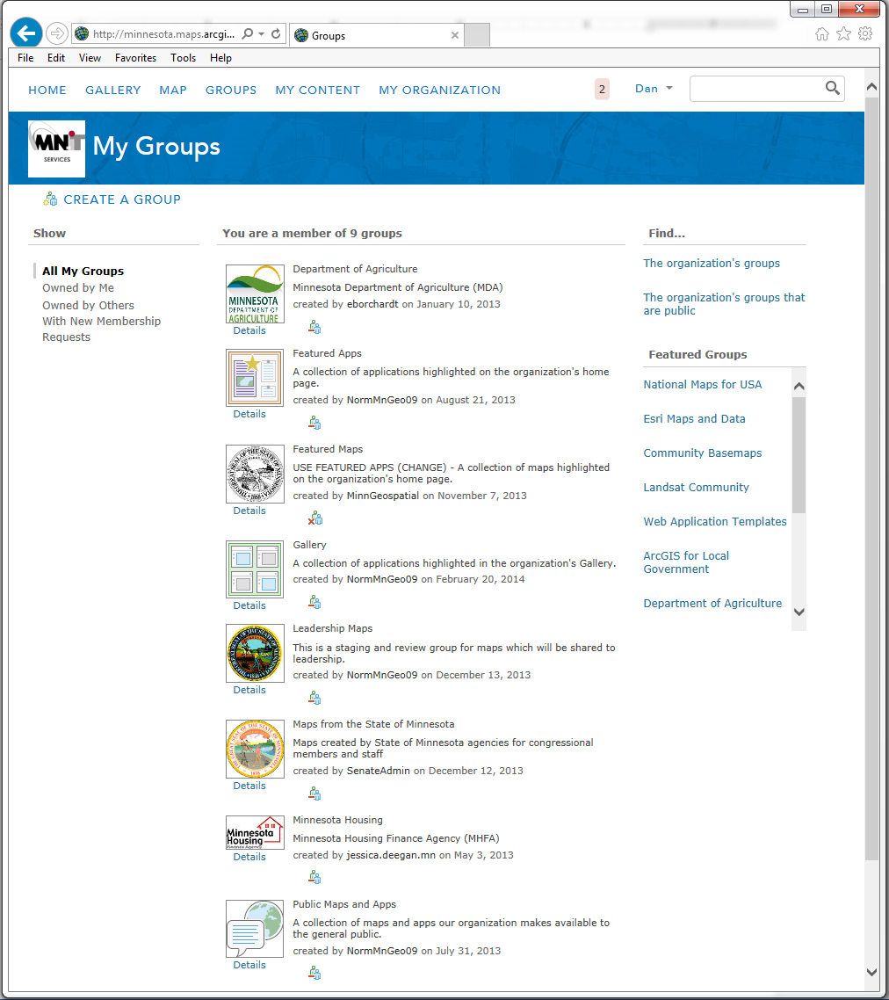 http://minnesota.maps.arcgi...
Groups
File Edit View Favorites Tools Help
HOME GALLERY MAP GROUPS MY CONTENT MY ORGANIZATION 2 Dan
MNiT
SERVICES
My Groups
CREATE A GROUP
Show
All My Groups
Owned by Me
Owned by Others
With New Membership
Requests
You are a member of 9 groups
MINNESOTA
DEPARTMENT OF
AGRICULTURE
Details
Department of Agriculture
Minnesota Department of Agriculture (MDA)
created by eborchardt on January 10, 2013
Details
Featured Apps
A collection of applications highlighted on the organization's home
page.
created by NormMnGeo09 on August 21, 2013
Details
Featured Maps
USE FEATURED APPS (CHANGE) - A collection of maps highlighted
on the organization's home page.
created by MinnGeospatial on November 7, 2013
Details
Gallery
A collection of applications highlighted in the organization's Gallery.
created by NormMnGeo09 on February 20, 2014
Details
Leadership Maps
This is a staging and review group for maps which will be shared to
leadership.
created by NormMnGeo09 on December 13, 2013
Details
Maps from the State of Minnesota
Maps created by State of Minnesota agencies for congressional
members and staff
created by SenateAdmin on December 12, 2013
Minnesota
Housing
Finance Agency
Details
Minnesota Housing
Minnesota Housing Finance Agency (MHFA)
created by jessica.deegan.mn on May 3, 2013
Details
Public Maps and Apps
A collection of maps and apps our organization makes available to
the general public.
created by NormMnGeo09 on July 31, 2013
Find...
The organization's groups
The organization's groups that
are public
Featured Groups
National Maps for USA
Esri Maps and Data
Community Basemaps
Landsat Community
Web Application Templates
ArcGIS for Local
Government
Department of Agriculture